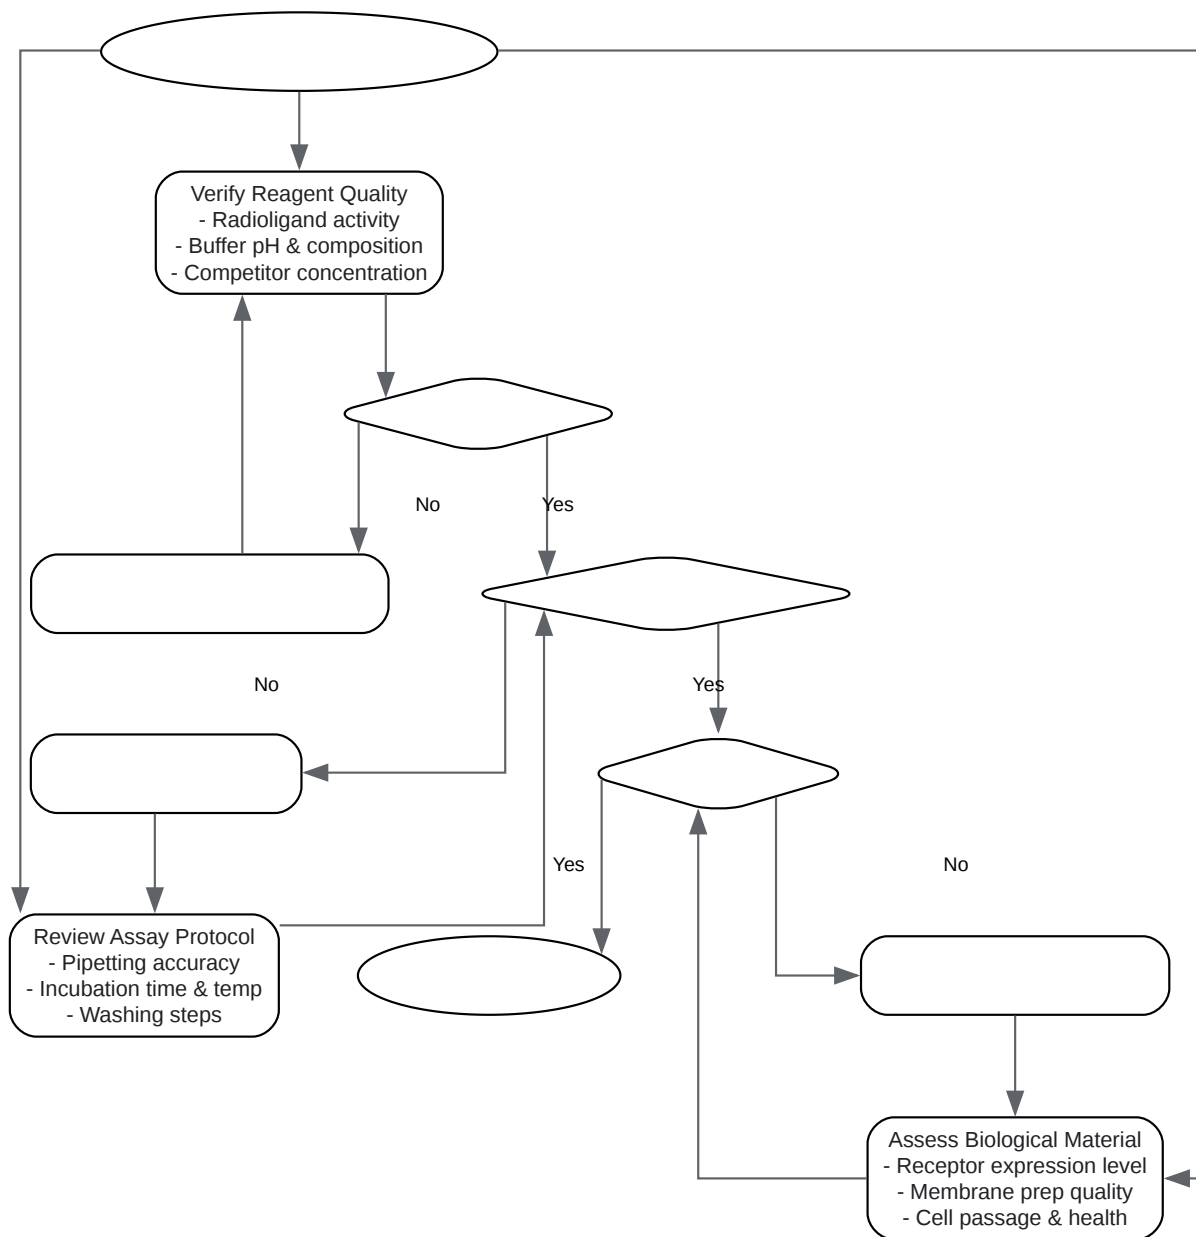 Verify Reagent Quality
- Radioligand activity
- Buffer pH & composition
- Competitor concentration
No
Yes
No
Yes
Yes
No
Review Assay Protocol
- Pipetting accuracy
- Incubation time & temp
- Washing steps
Assess Biological Material
- Receptor expression level
- Membrane prep quality
- Cell passage & health